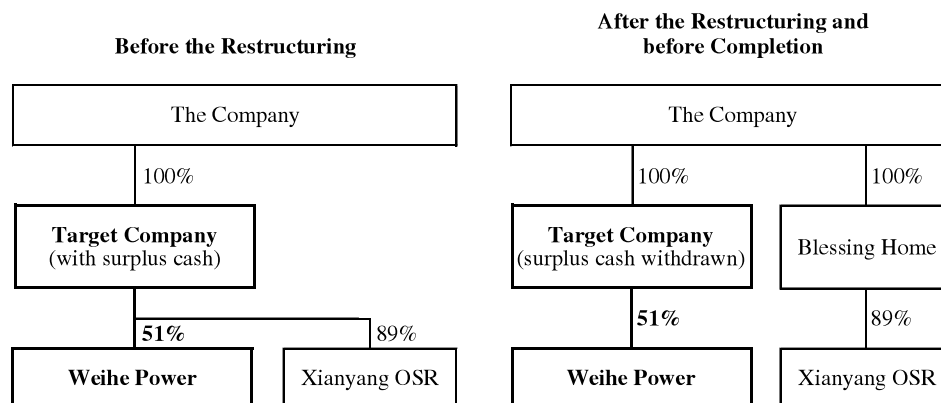 Before the Restructuring
The Company
100%
Target Company
(with surplus cash)
51%
89%
Weihe Power
Xianyang OSR
After the Restructuring and
before Completion
The Company
100%
100%
Target Company
(surplus cash withdrawn)
Blessing Home
51%
89%
Weihe Power
Xianyang OSR